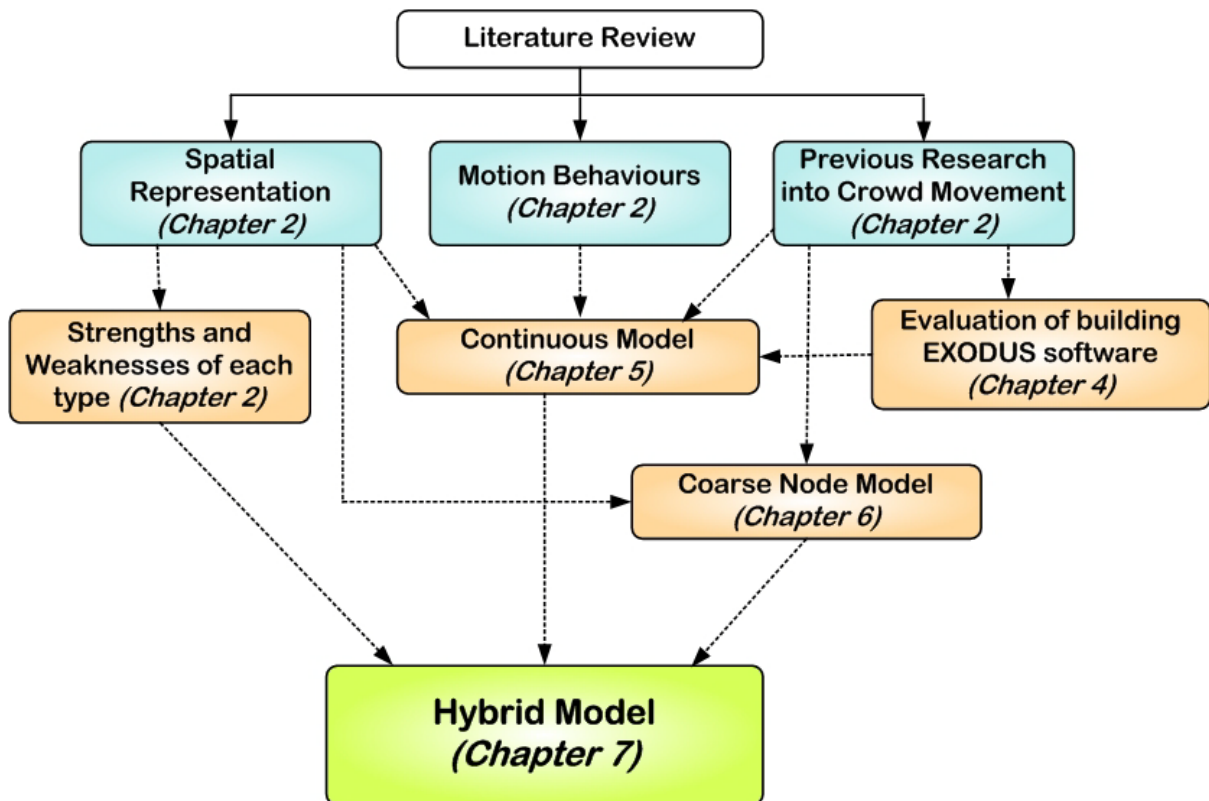 Literature Review
Spatial
Representation
(Chapter 2)
Motion Behaviours
(Chapter 2)
Previous Research
into Crowd Movement
(Chapter 2)
Strengths and
Weaknesses of each
type (Chapter 2)
Continuous Model
(Chapter 5)
Evaluation of building
EXODUS software
(Chapter 4)
Coarse Node Model
(Chapter 6)
Hybrid Model
(Chapter 7)